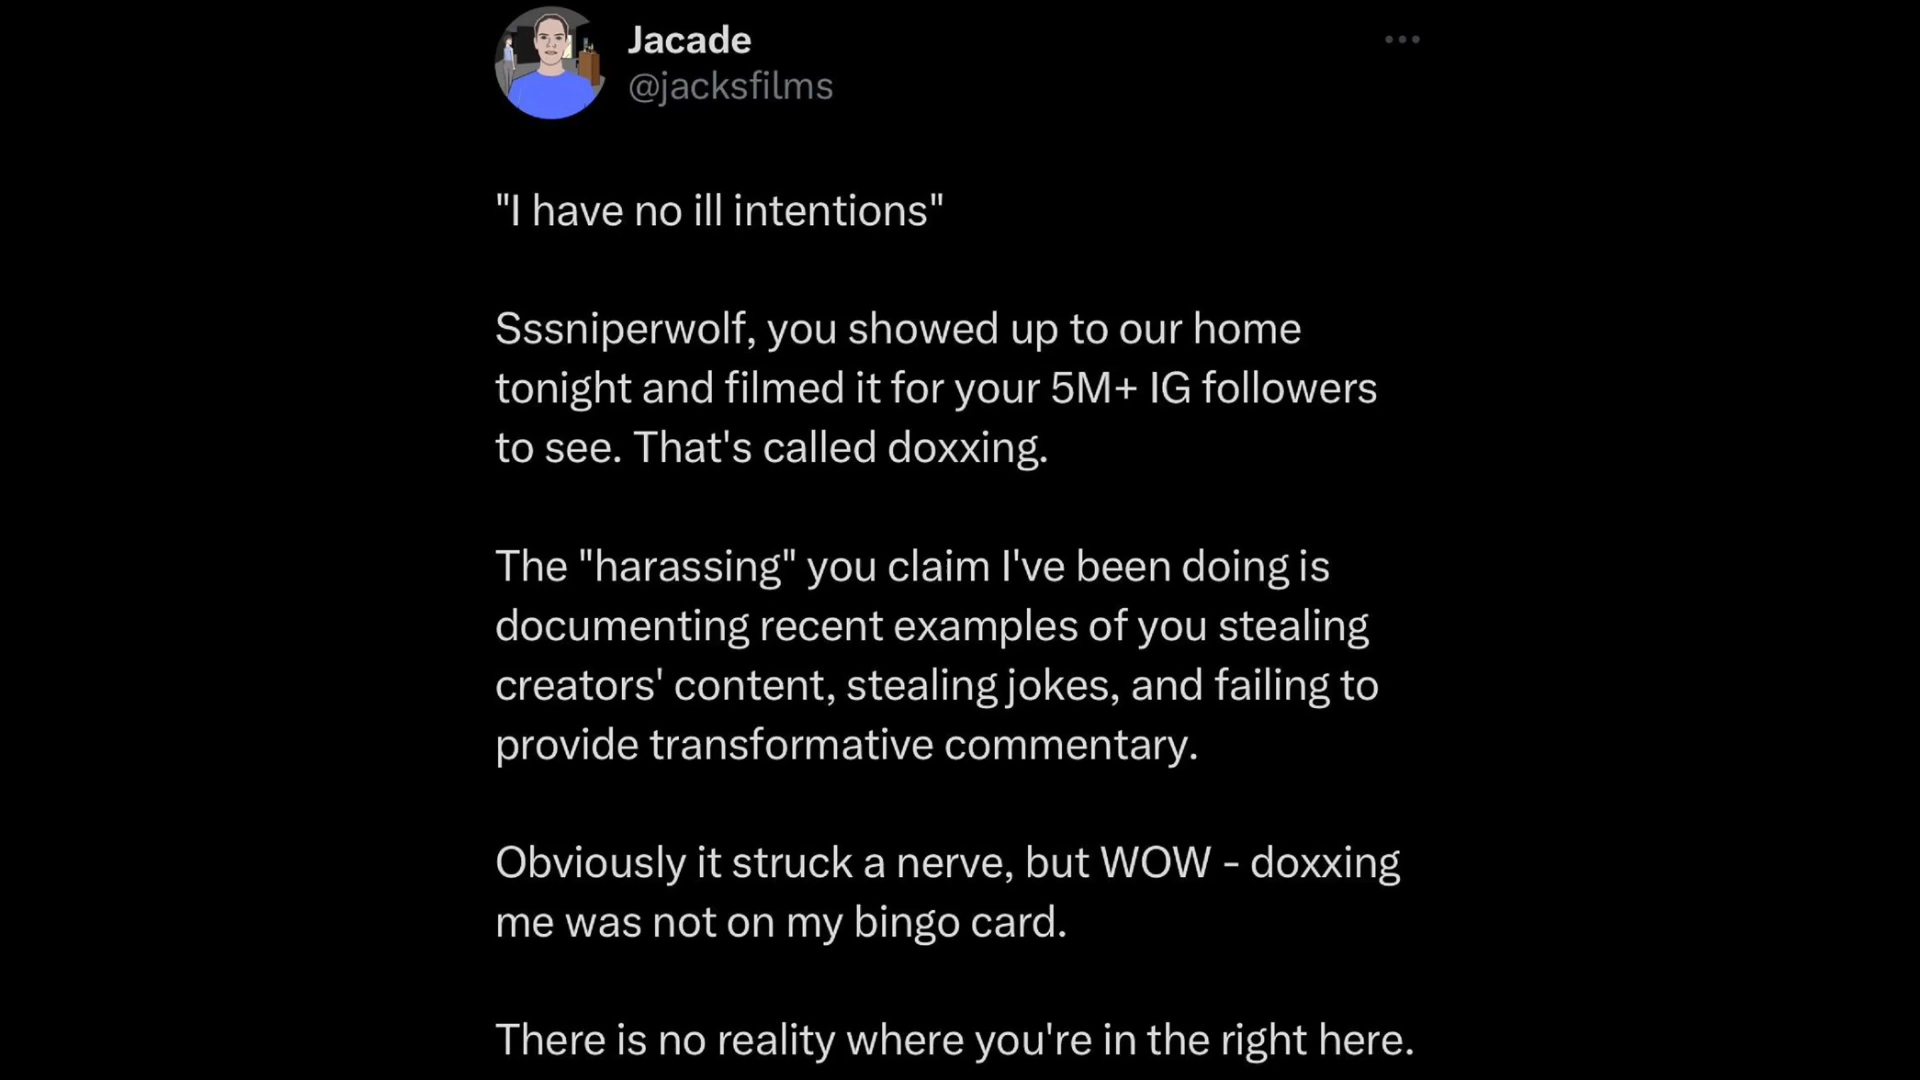 Jacade
@jacksfilms
"I have no ill intentions"
Sssniperwolf, you showed up to our home
tonight and filmed it for your 5M+ IG followers
to see. That's called doxxing.
The "harassing" you claim I've been doing is
documenting recent examples of you stealing
creators' content, stealing jokes, and failing to
provide transformative commentary.
Obviously it struck a nerve, but WOW - doxxing
me was not on my bingo card.
There is no reality where you're in the right here.